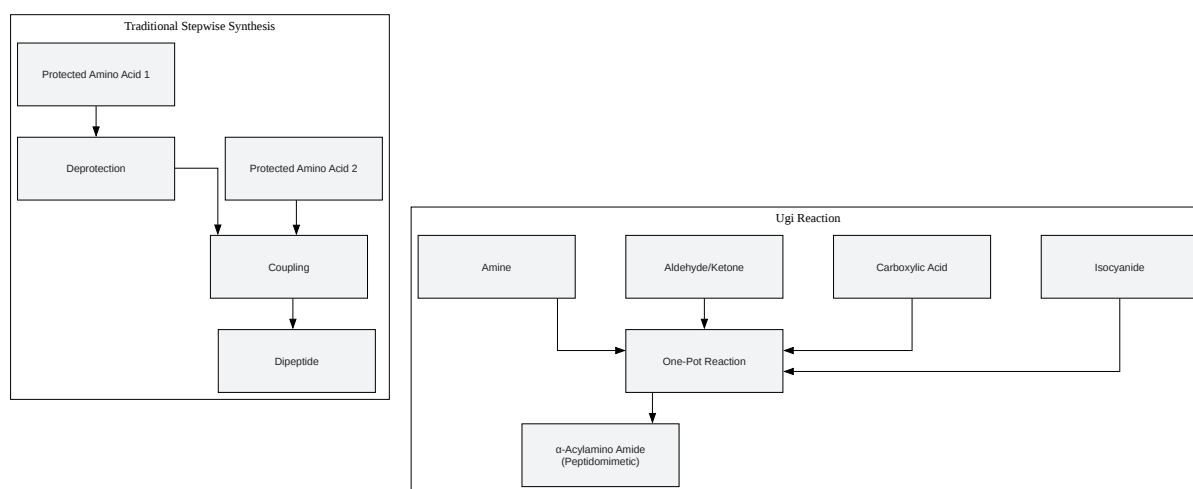 Traditional Stepwise Synthesis
Protected Amino Acid 1
Deprotection
Protected Amino Acid 2
Coupling
Dipeptide
Ugi Reaction
Amine
Aldehyde/Ketone
Carboxylic Acid
Isocyanide
One-Pot Reaction
α-Acylamino Amide
(Peptidomimetic)